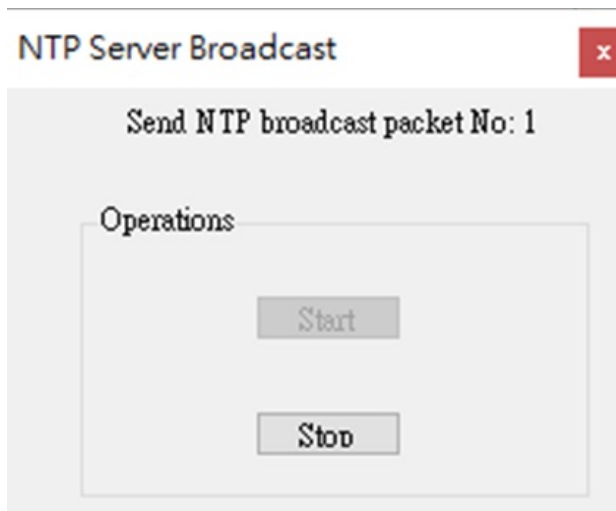 NTP Server Broadcast
x
Send NTP broadcast packet No: 1
Operations
Start
Stop